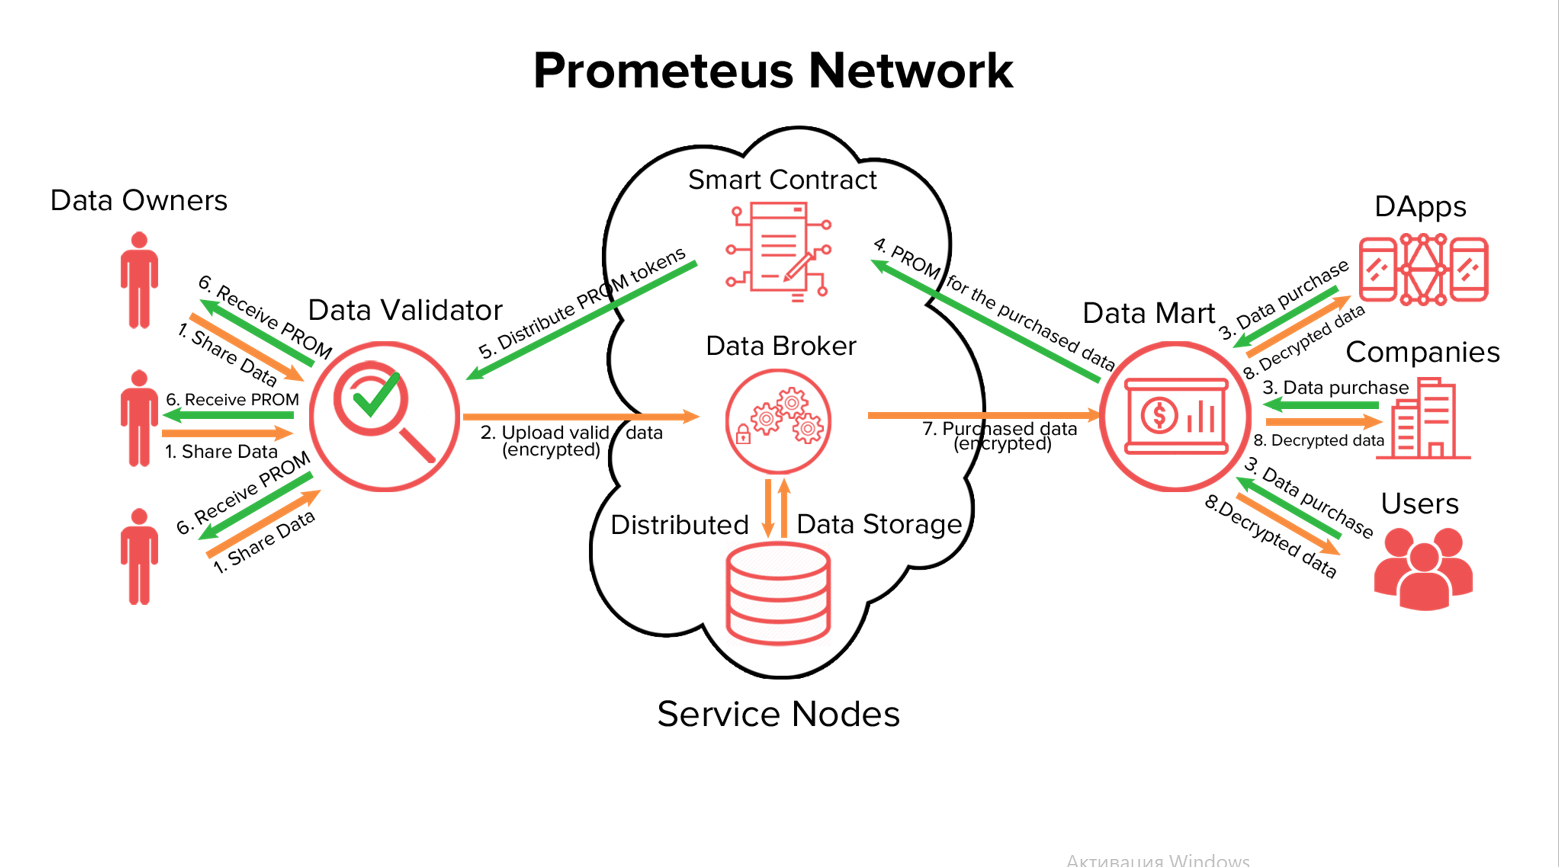 Prometeus Network
Smart Contract
Data Owners
DApps
4. PROM for the purchased data
5. Distribute PROM tokens
6. Receive PROM
1. Share Data
Data Validator
Data Mart
3. Data purchase
8. Decrypted data
Data Broker
Companies
6. Receive PROM
1. Share Data
2. Upload valid data
(encrypted)
7. Purchased data
(encrypted)
3. Data purchase
8. Decrypted data
6. Receive PROM
1. Share Data
3. Data purchase
8.Decrypted data
Users
Distributed Data Storage
Service Nodes
Активация Windows